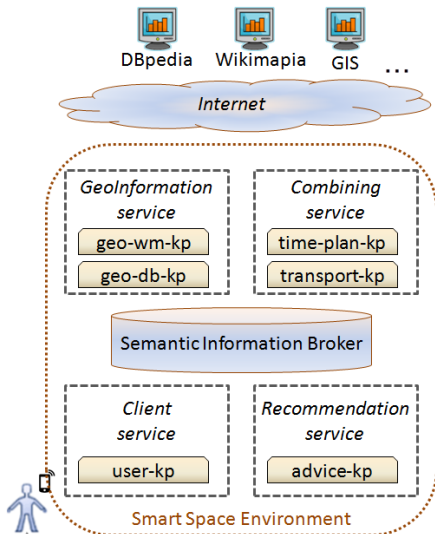 DBpedia Wikimapia GIS ...
Internet
GeoInformation
service
geo-wm-kp
geo-db-kp
Combining
service
time-plan-kp
transport-kp
Semantic Information Broker
Client
service
user-kp
Recommendation
service
advice-kp
Smart Space Environment